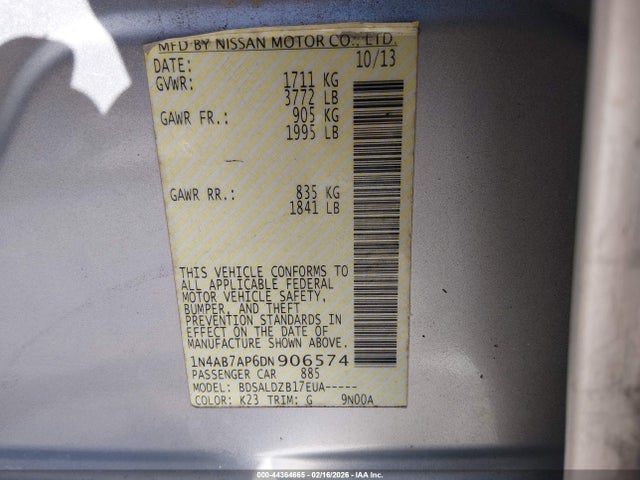 MFD BY NISSAN MOTOR CO., LTD.
DATE: 10/13
GVWR: 1711 KG
3772 LB
GAWR FR.: 905 KG
1995 LB
GAWR RR.: 835 KG
1841 LB
THIS VEHICLE CONFORMS TO
ALL APPLICABLE FEDERAL
MOTOR VEHICLE SAFETY,
BUMPER, AND THEFT
PREVENTION STANDARDS IN
EFFECT ON THE DATE OF
MANUFACTURE SHOWN ABOVE.
1N4AB7AP6DN906574
PASSENGER CAR 885
MODEL: BDSALDZB17EUA-----
COLOR: K23 TRIM: G 9N00A
000-44364665 - 02/16/2026 - IAA Inc.